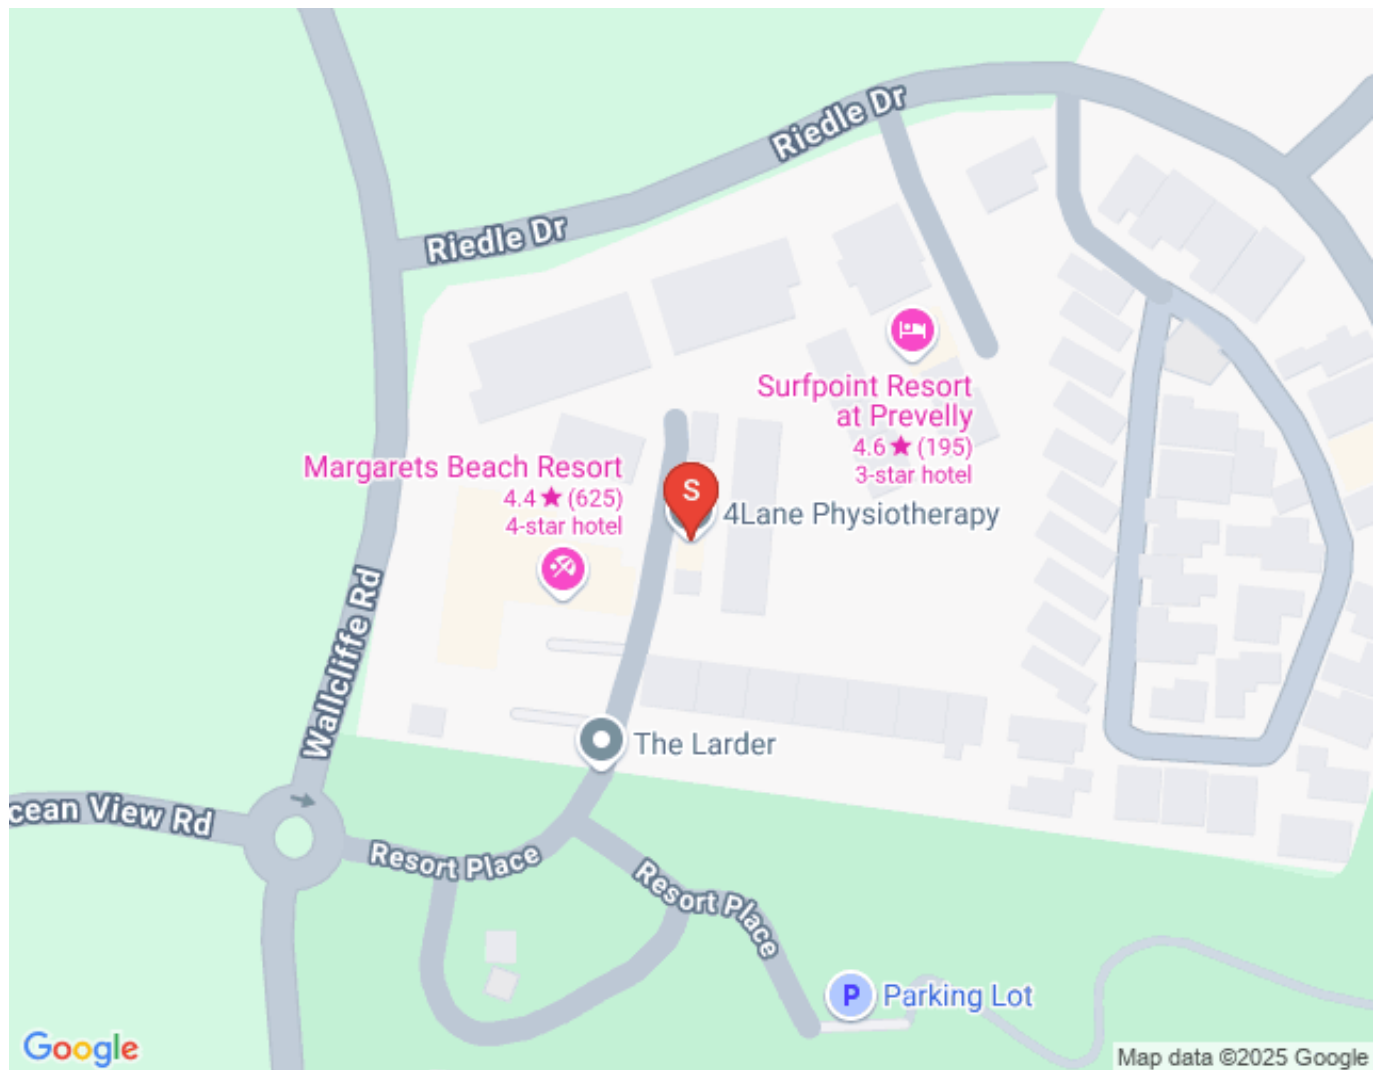 Riedle Dr
Riedle Dr
Surfpoint Resort
at Prevelly
4.6 ★ (195)
3-star hotel
Margarets Beach Resort
4.4 ★ (625)
4-star hotel
S
4Lane Physiotherapy
Wallcliffe Rd
The Larder
cean View Rd
Resort Place
Resort Place
P Parking Lot
Google
Map data ©2025 Google